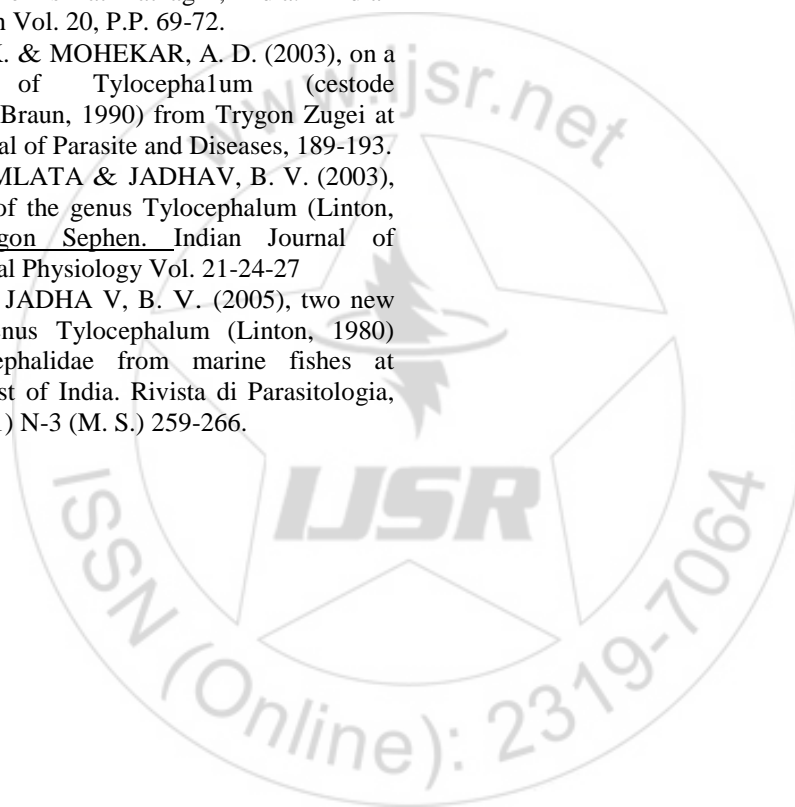 n Vol. 20, P.P. 69-72.
K. & MOHEKAR, A. D. (2003), on a
of Tylocepha1um (cestode
Braun, 1990) from Trygon Zugei at
al of Parasite and Diseases, 189-193.
MLATA & JADHAV, B. V. (2003),
of the genus Tylocephalum (Linton,
gon Sephen. Indian Journal of
al Physiology Vol. 21-24-27
JADHA V, B. V. (2005), two new
enus Tylocephalum (Linton, 1980)
ephalidae from marine fishes at
st of India. Rivista di Parasitologia,
) N-3 (M. S.) 259-266.
www.ijsr.net
IJSR
ISSN (Online): 2319-7064